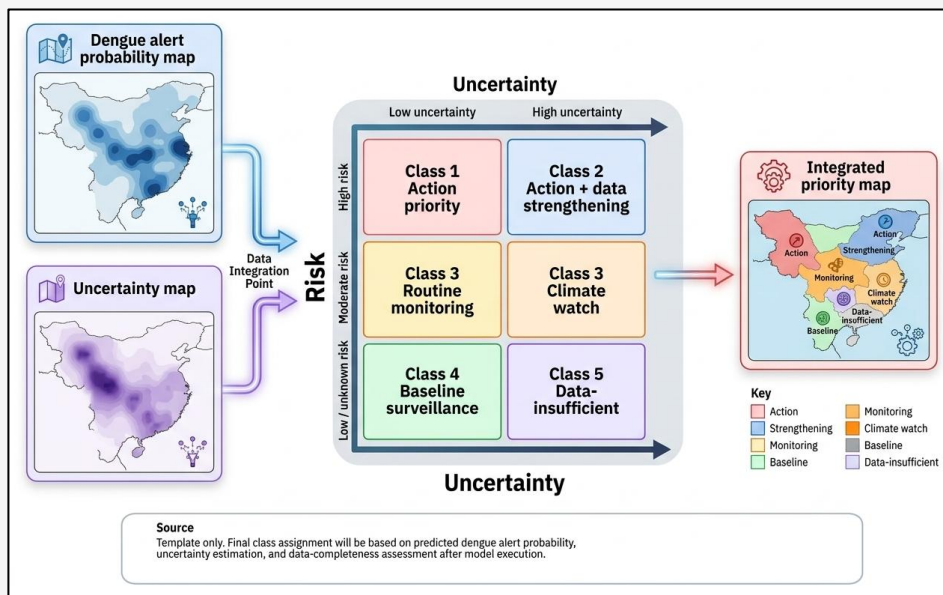 Dengue alert
probability map
Uncertainty map
Data
Integration
Point
Uncertainty
Low uncertainty
High uncertainty
Risk
High risk
Moderate risk
Low / unknown risk
Class 1
Action
priority
Class 2
Action + data
strengthening
Class 3
Routine
monitoring
Class 3
Climate
watch
Class 4
Baseline
surveillance
Class 5
Data-
insufficient
Uncertainty
Integrated
priority map
Action
Action
Strengthening
Monitoring
Climate
watch
Data-
insufficient
Baseline
Key
Action
Strengthening
Monitoring
Baseline
Monitoring
Climate watch
Baseline
Data-insufficient
Source
Template only. Final class assignment will be based on predicted dengue alert probability,
uncertainty estimation, and data-completeness assessment after model execution.